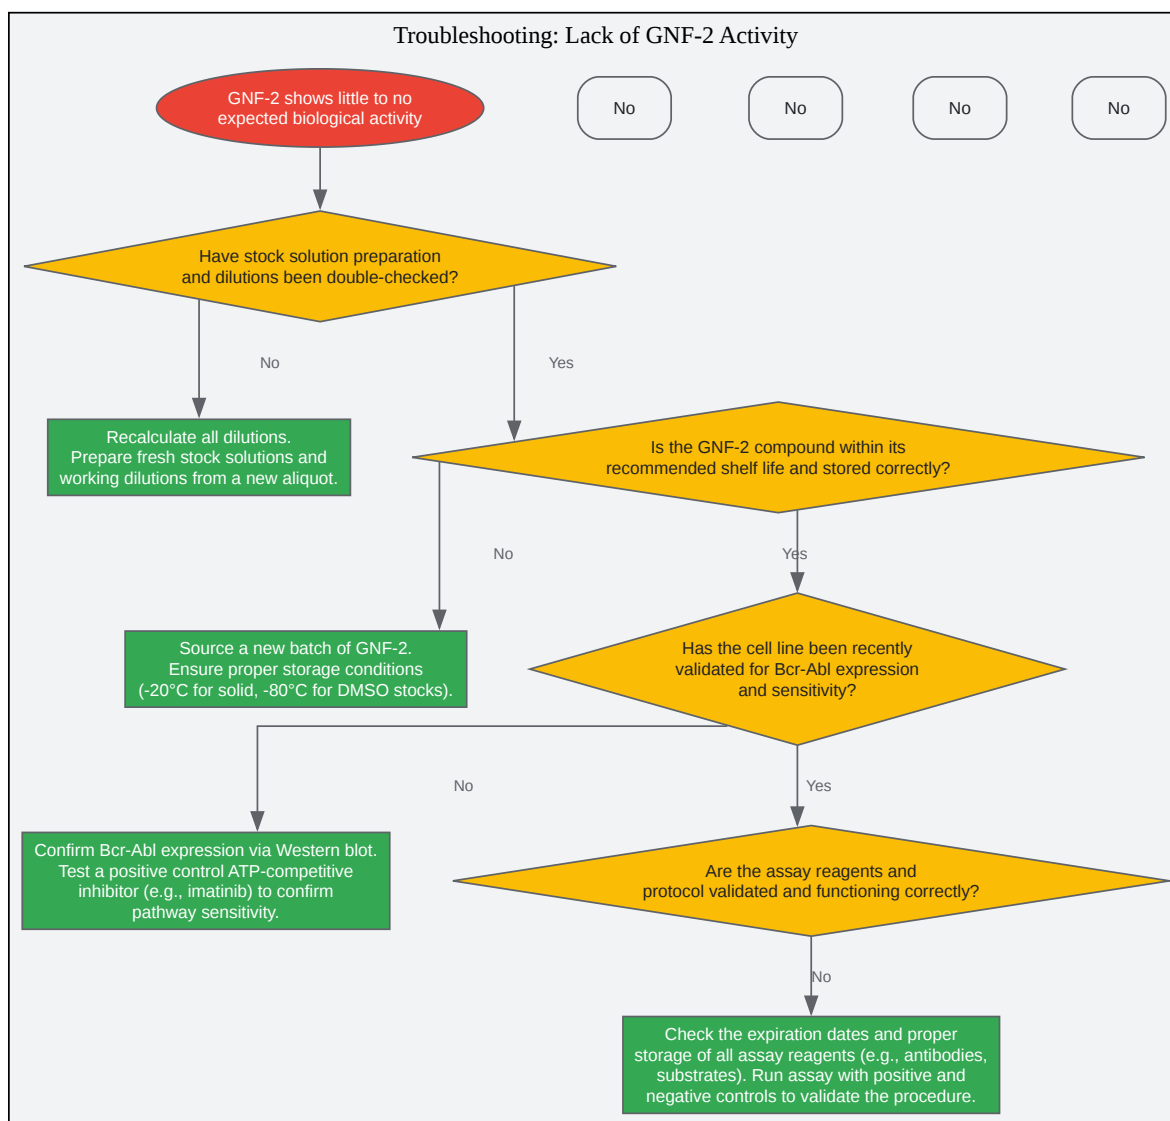 Troubleshooting: Lack of GNF-2 Activity
GNF-2 shows little to no
expected biological activity
No
No
No
No
Have stock solution preparation
and dilutions been double-checked?
No
Yes
Recalculate all dilutions.
Prepare fresh stock solutions and
working dilutions from a new aliquot.
Is the GNF-2 compound within its
recommended shelf life and stored correctly?
No
Yes
Source a new batch of GNF-2.
Ensure proper storage conditions
(-20°C for solid, -80°C for DMSO stocks).
Has the cell line been recently
validated for Bcr-Abl expression
and sensitivity?
No
Yes
Confirm Bcr-Abl expression via Western blot.
Test a positive control ATP-competitive
inhibitor (e.g., imatinib) to confirm
pathway sensitivity.
Are the assay reagents and
protocol validated and functioning correctly?
No
Check the expiration dates and proper
storage of all assay reagents (e.g., antibodies,
substrates). Run assay with positive and
negative controls to validate the procedure.